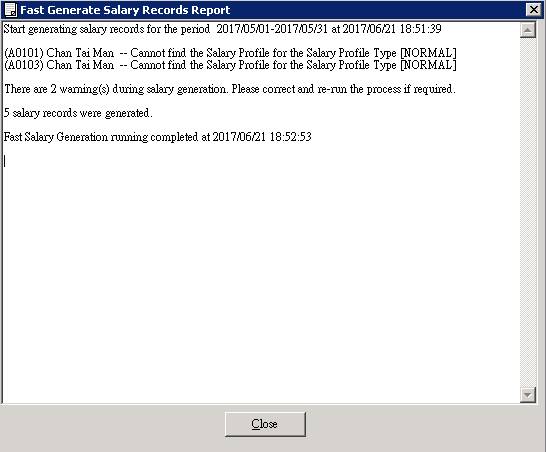 Fast Generate Salary Records Report
Start generating salary records for the period  2017/05/01-2017/05/31 at 2017/06/21 18:51:39
(A0101) Chan Tai Man  -- Cannot find the Salary Profile for the Salary Profile Type [NORMAL]
(A0103) Chan Tai Man  -- Cannot find the Salary Profile for the Salary Profile Type [NORMAL]
There are 2 warning(s) during salary generation. Please correct and re-run the process if required.
5 salary records were generated.
Fast Salary Generation running completed at 2017/06/21 18:52:53
Close